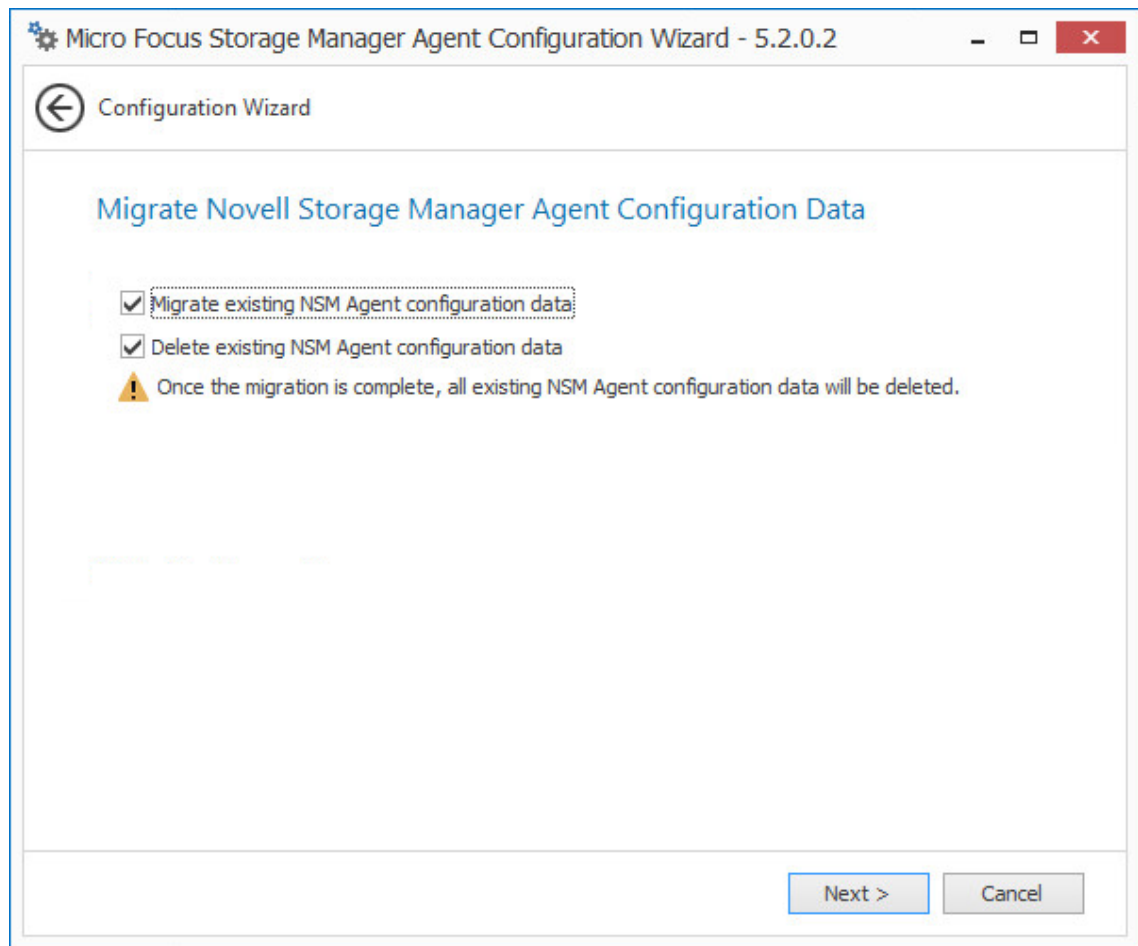 Micro Focus Storage Manager Agent Configuration Wizard - 5.2.0.2
Configuration Wizard
Migrate Novell Storage Manager Agent Configuration Data
Migrate existing NSM Agent configuration data
Delete existing NSM Agent configuration data
Once the migration is complete, all existing NSM Agent configuration data will be deleted.
Next >
Cancel